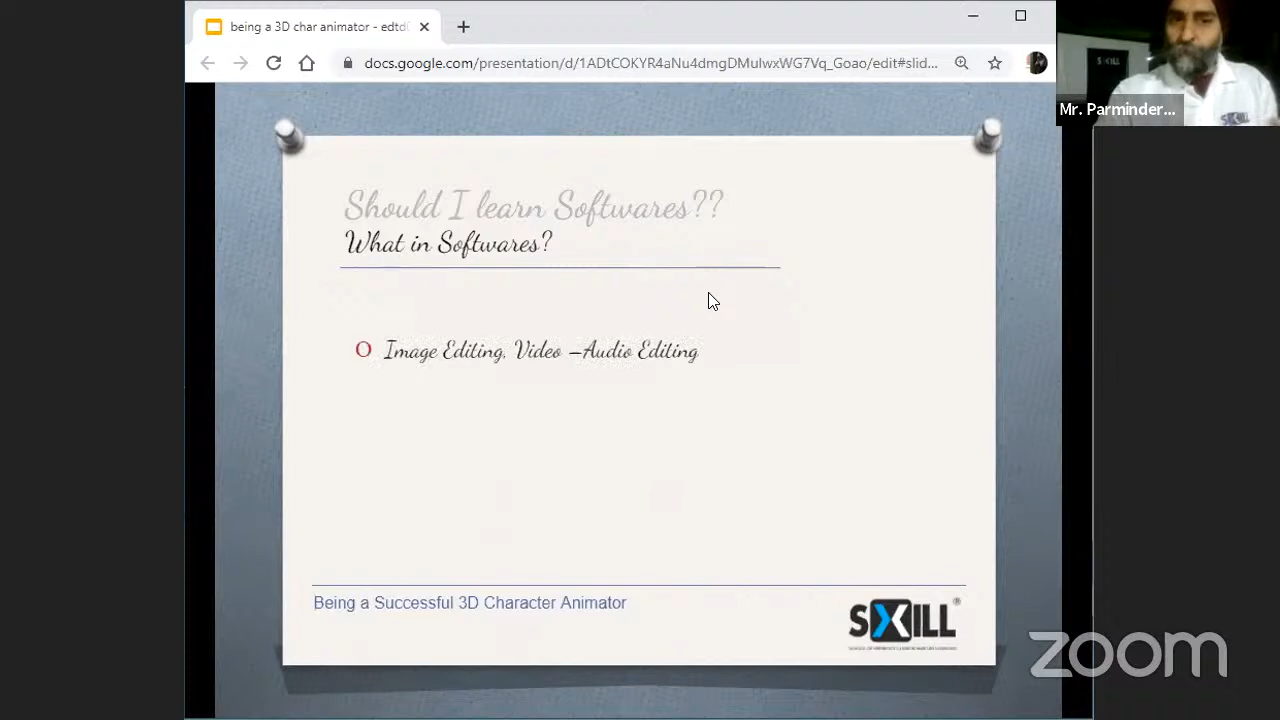 being a 3D char animator - edtd
docs.google.com/presentation/d/1ADtCOKYR4aNu4dmgDMulwxWG7Vq_Goao/edit#slid...
Mr. Parminder...
Should I learn Softwares??
What in Softwares?
O Image Editing, Video –Audio Editing
Being a Successful 3D Character Animator
SXILL®
zoom